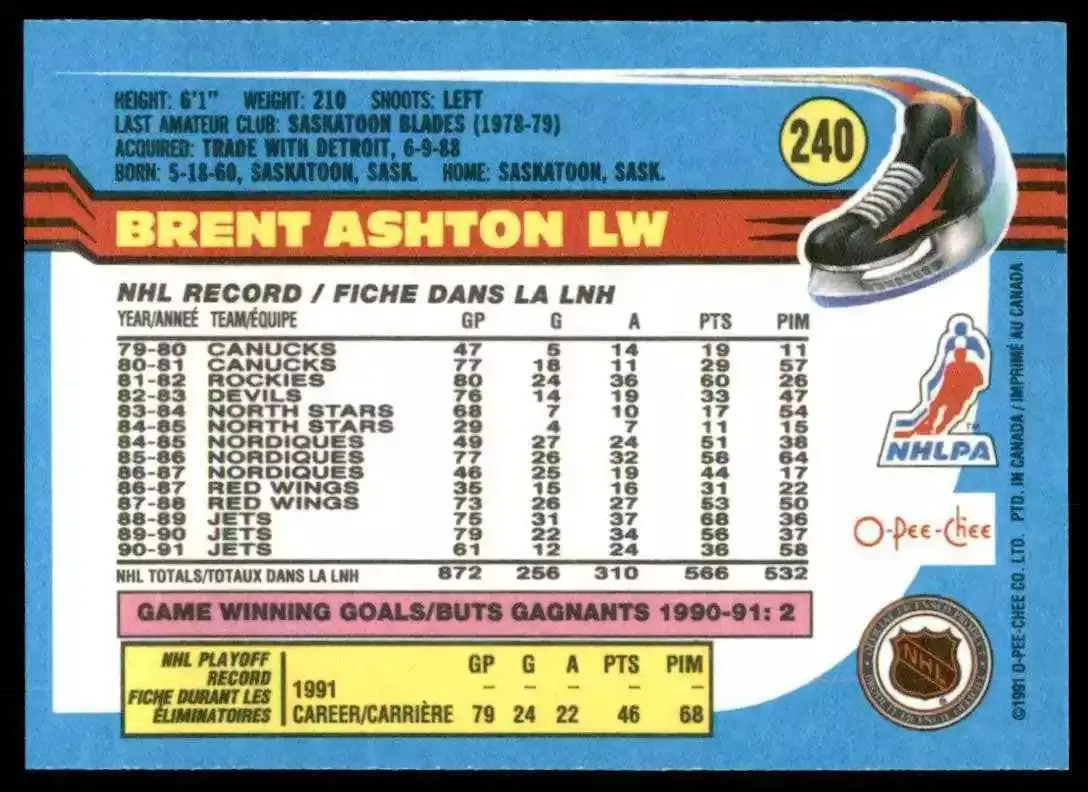 HEIGHT: 6'1" WEIGHT: 210 SHOOTS: LEFT
LAST AMATEUR CLUB: SASKATOON BLADES (1978-79)
ACQUIRED: TRADE WITH DETROIT, 6-9-88
BORN: 5-18-60, SASKATOON, SASK. HOME: SASKATOON, SASK.
240
BRENT ASHTON LW
NHL RECORD / FICHE DANS LA LNH
YEAR/ANNEÉ TEAM/ÉQUIPE GP G A PTS PIM
79-80 CANUCKS 47 5 14 19 11
80-81 CANUCKS 77 18 11 29 57
81-82 ROCKIES 80 24 36 60 26
82-83 DEVILS 76 14 19 33 47
83-84 NORTH STARS 68 7 10 17 54
84-85 NORTH STARS 29 4 7 11 15
84-85 NORDIQUES 49 27 24 51 38
85-86 NORDIQUES 77 26 32 58 64
86-87 NORDIQUES 46 25 19 44 17
86-87 RED WINGS 35 15 16 31 22
87-88 RED WINGS 73 26 27 53 50
88-89 JETS 75 31 37 68 36
89-90 JETS 79 22 34 56 37
90-91 JETS 61 12 24 36 58
NHL TOTALS/TOTAUX DANS LA LNH 872 256 310 566 532
GAME WINNING GOALS/BUTS GAGNANTS 1990-91: 2
NHL PLAYOFF
RECORD
FICHE DURANT LES
ÉLIMINATOIRES
GP G A PTS PIM
1991 – – – – –
CAREER/CARRIÈRE 79 24 22 46 68
NHLPA
TM
O-Pee-Chee
NHL
©1991 O-PEE-CHEE CO. LTD. PTD. IN CANADA / IMPRIMÉ AU CANADA